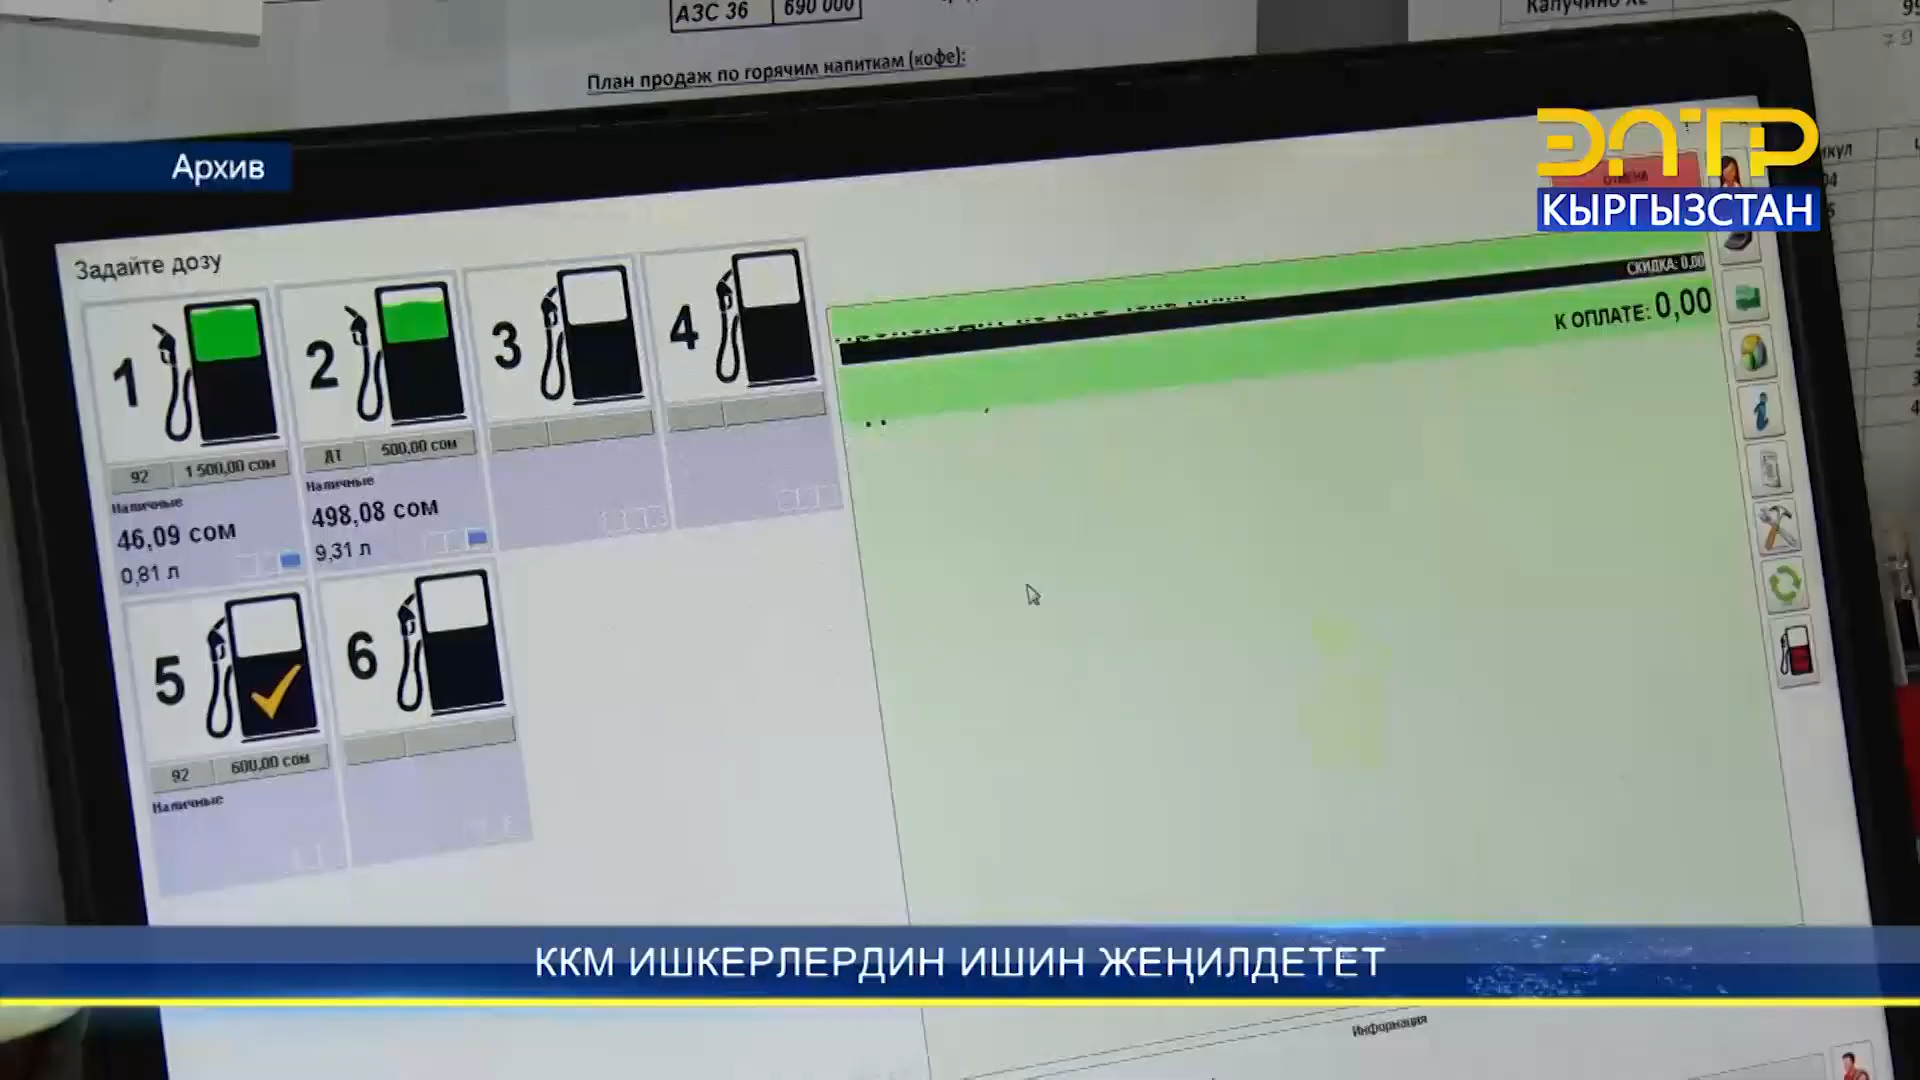 АЗС 36 690 000
План продаж по горячим напиткам (кофе):
Капучино XL
Архив
ЭЛТР
КЫРГЫЗСТАН
ОТМЕНА
Задайте дозу
СКИДКА: 0,00
К ОПЛАТЕ: 0,00
1
2
3
4
92 1 500,00 сом
ДТ 500,00 сом
Наличные
46,09 сом
0,81 л
Наличные
498,08 сом
9,31 л
5
6
92 600,00 сом
Наличные
ККМ ИШКЕРЛЕРДИН ИШИН ЖЕҢИЛДЕТЕТ
Информация